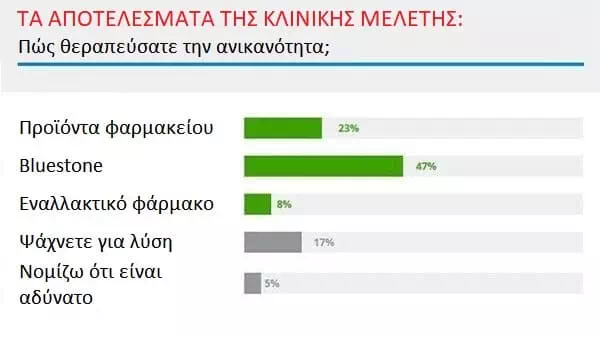 ΤΑ ΑΠΟΤΕΛΕΣΜΑΤΑ ΤΗΣ ΚΛΙΝΙΚΗΣ ΜΕΛΕΤΗΣ:
Πώς θεραπεύσατε την ανικανότητα;
Προϊόντα φαρμακείου 23%
Bluestone 47%
Εναλλακτικό φάρμακο 8%
Ψάχνετε για λύση 17%
Νομίζω ότι είναι
αδύνατο 5%